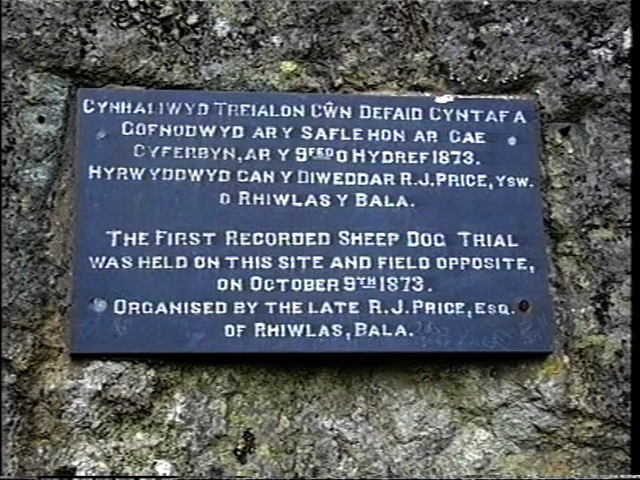 CYNHALIWYD TREIALON CŴN DEFAID CYNTAF A
GOFNODWYD AR Y SAFLE HON AR GAE
CYFERBYN, AR Y 9FED O HYDREF 1873.
HYRWYDDWYD GAN Y DIWEDDAR R.J.PRICE, YSW.
O RHIWLAS Y BALA.
THE FIRST RECORDED SHEEP DOG TRIAL
WAS HELD ON THIS SITE AND FIELD OPPOSITE,
ON OCTOBER 9TH 1873.
ORGANISED BY THE LATE R.J.PRICE, ESQ.
OF RHIWLAS, BALA.